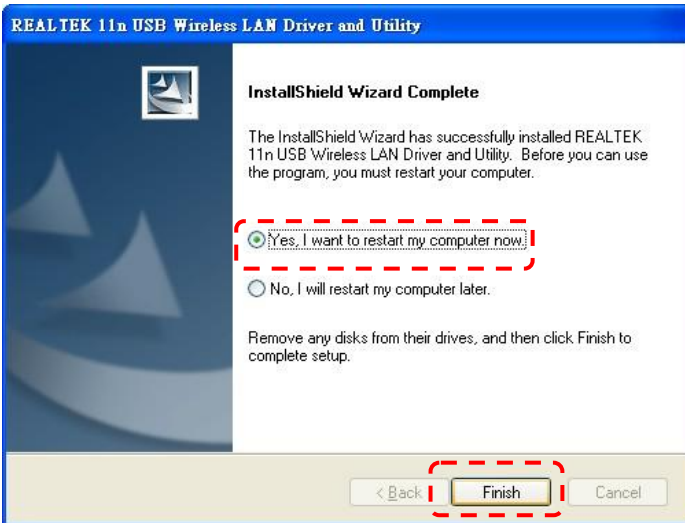 REALTEK 11n USB Wireless LAN Driver and Utility
InstallShield Wizard Complete
The InstallShield Wizard has successfully installed REALTEK
11n USB Wireless LAN Driver and Utility. Before you can use
the program, you must restart your computer.
Yes, I want to restart my computer now.
No, I will restart my computer later.
Remove any disks from their drives, and then click Finish to
complete setup.
< Back Finish Cancel